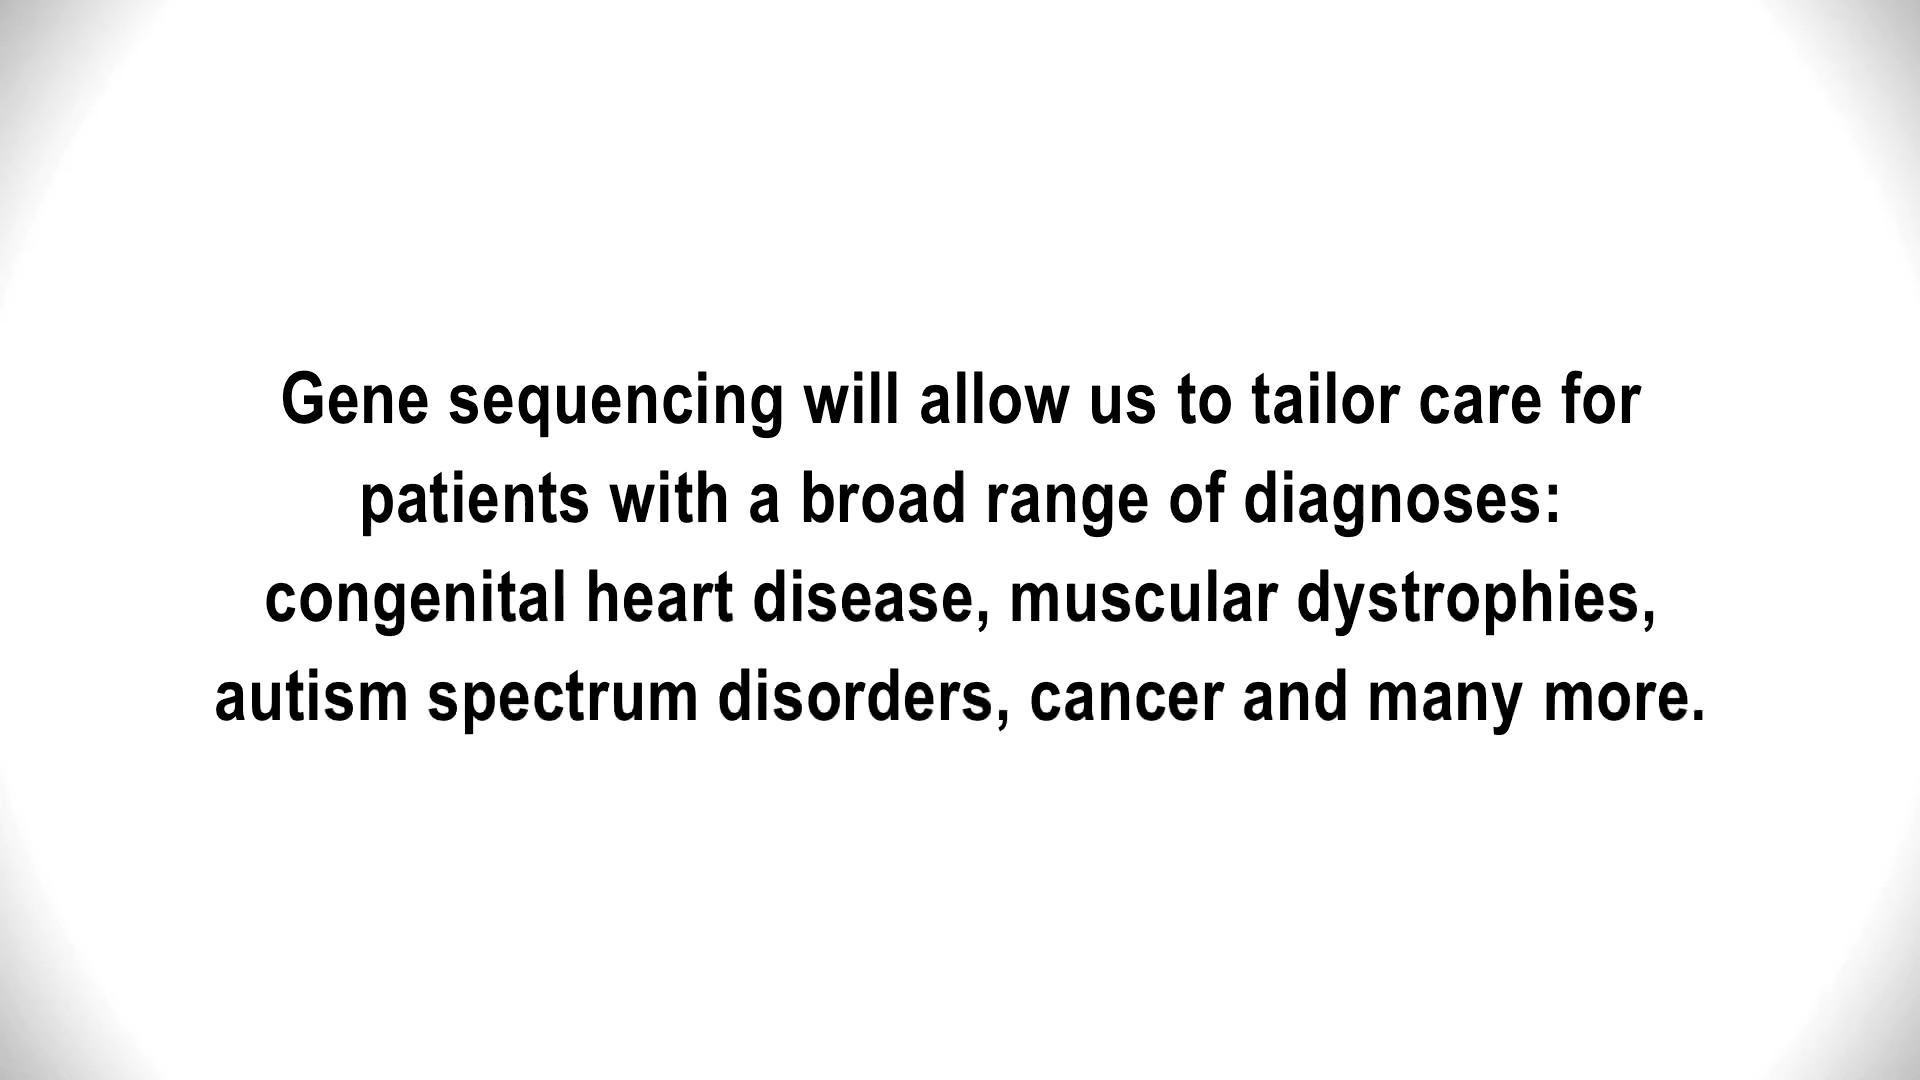 Gene sequencing will allow us to tailor care for
patients with a broad range of diagnoses:
congenital heart disease, muscular dystrophies,
autism spectrum disorders, cancer and many more.